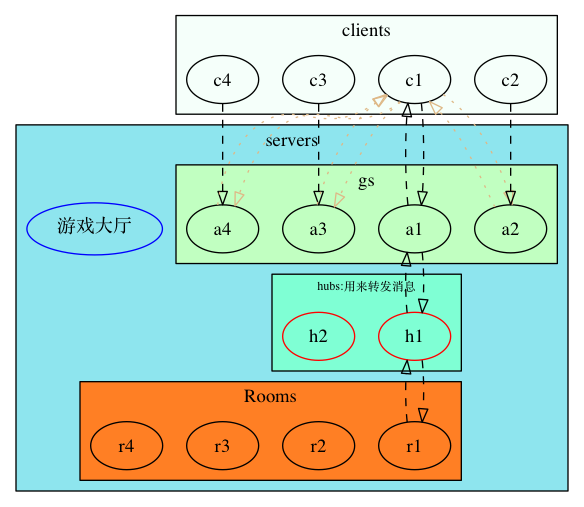 clients
c4 c3 c1 c2
servers
gs
游戏大厅 a4 a3 a1 a2
hubs:用来转发消息
h2 h1
Rooms
r4 r3 r2 r1